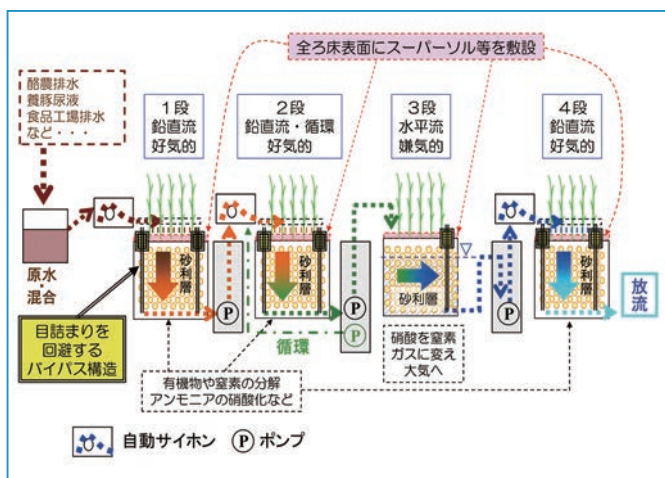 全ろ床表面にスーパーソル等を敷設
酪農排水
養豚尿液
食品工場排水
など・・・
1段
鉛直流
好気的
2段
鉛直流・循環
好気的
3段
水平流
嫌気的
4段
鉛直流
好気的
原水
・
混合
砂利層
砂利層
砂利層
砂利層
P
P
P
P
放流
目詰まりを
回避する
バイパス構造
循環
硝酸を窒素
ガスに変え
大気へ
有機物や窒素の分解
アンモニアの硝酸化など
自動サイホン
P ポンプ